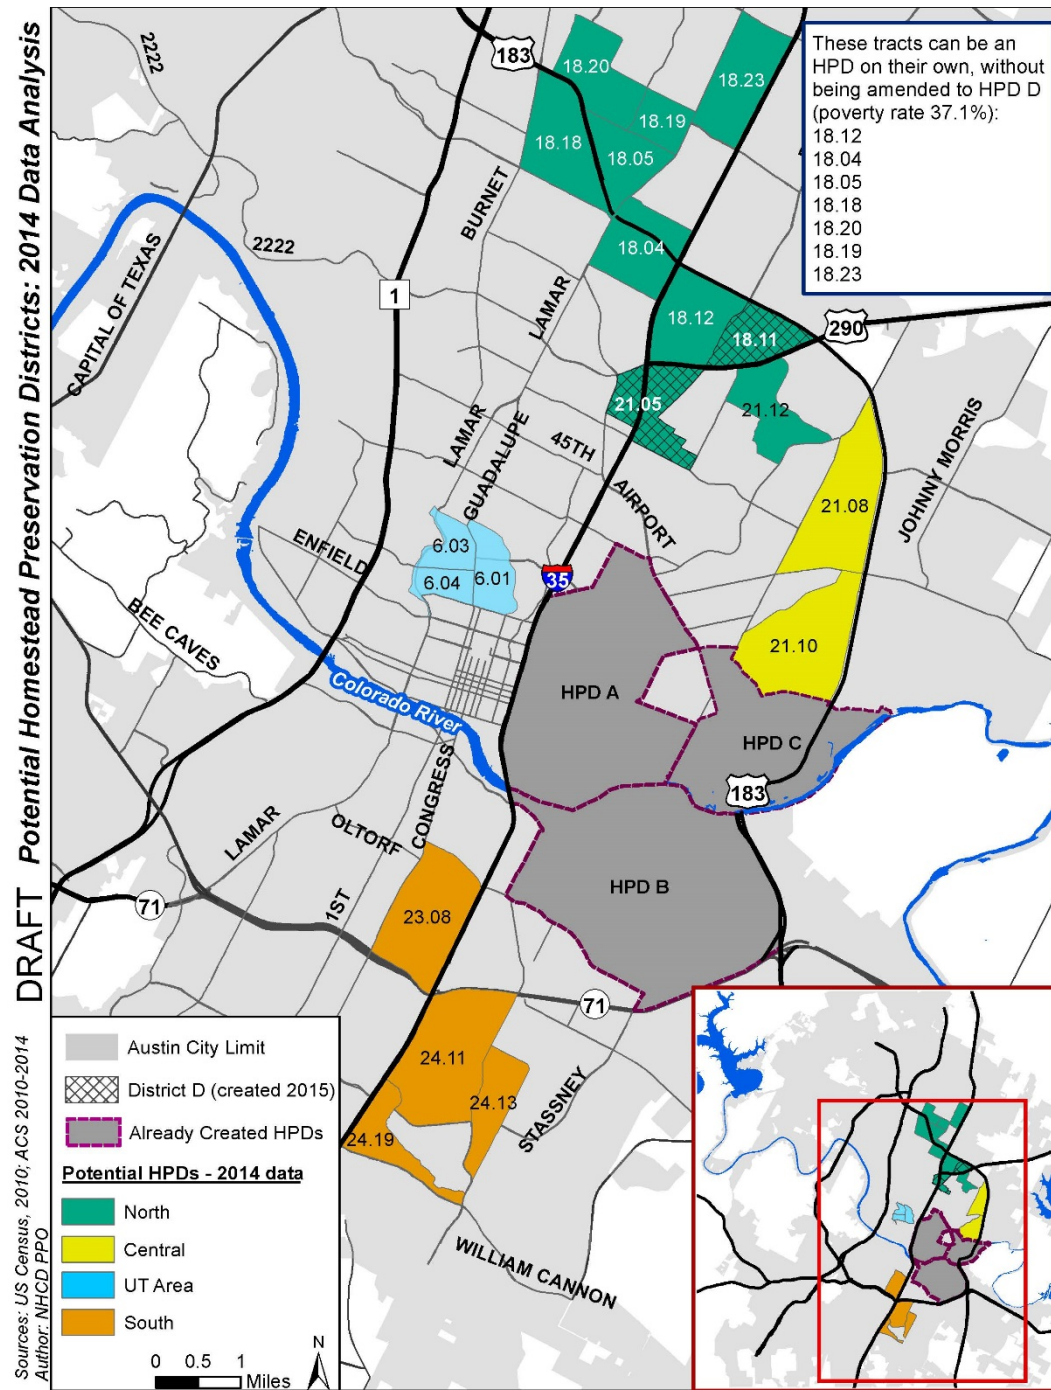 DRAFT Potential Homestead Preservation Districts: 2014 Data Analysis
Sources: US Census, 2010; ACS 2010-2014
Author: NHCD PPO
These tracts can be an
HPD on their own, without
being amended to HPD D
(poverty rate 37.1%):
18.12
18.04
18.05
18.18
18.20
18.19
18.23
2222
183
18.20
18.23
18.19
18.18
18.05
BURNET
CAPITAL OF TEXAS
2222
18.04
1
LAMAR
18.12
18.11
290
21.05
21.12
LAMAR
GUADALUPE
45TH
JOHNNY MORRIS
AIRPORT
21.08
ENFIELD
6.03
6.04
6.01
35
BEE CAVES
21.10
Colorado River
HPD A
HPD C
183
CONGRESS
LAMAR
OLTORF
HPD B
1ST
71
23.08
71
24.11
24.13
STASSNEY
24.19
WILLIAM CANNON
Austin City Limit
District D (created 2015)
Already Created HPDs
Potential HPDs - 2014 data
North
Central
UT Area
South
0 0.5 1
Miles
N